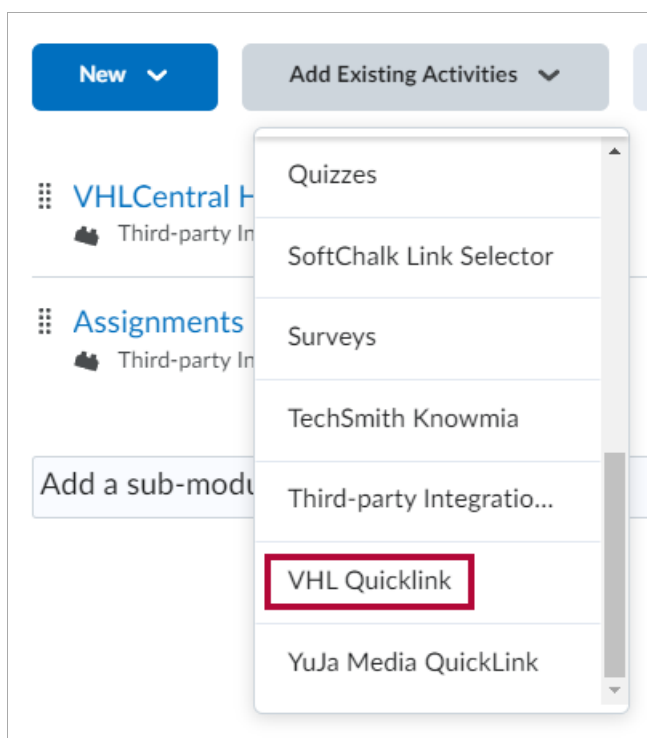 New
Add Existing Activities
VHLCentral H
Third-party In
Assignments
Third-party In
Add a sub-modu
Quizzes
SoftChalk Link Selector
Surveys
TechSmith Knowmia
Third-party Integratio...
VHL Quicklink
YuJa Media QuickLink